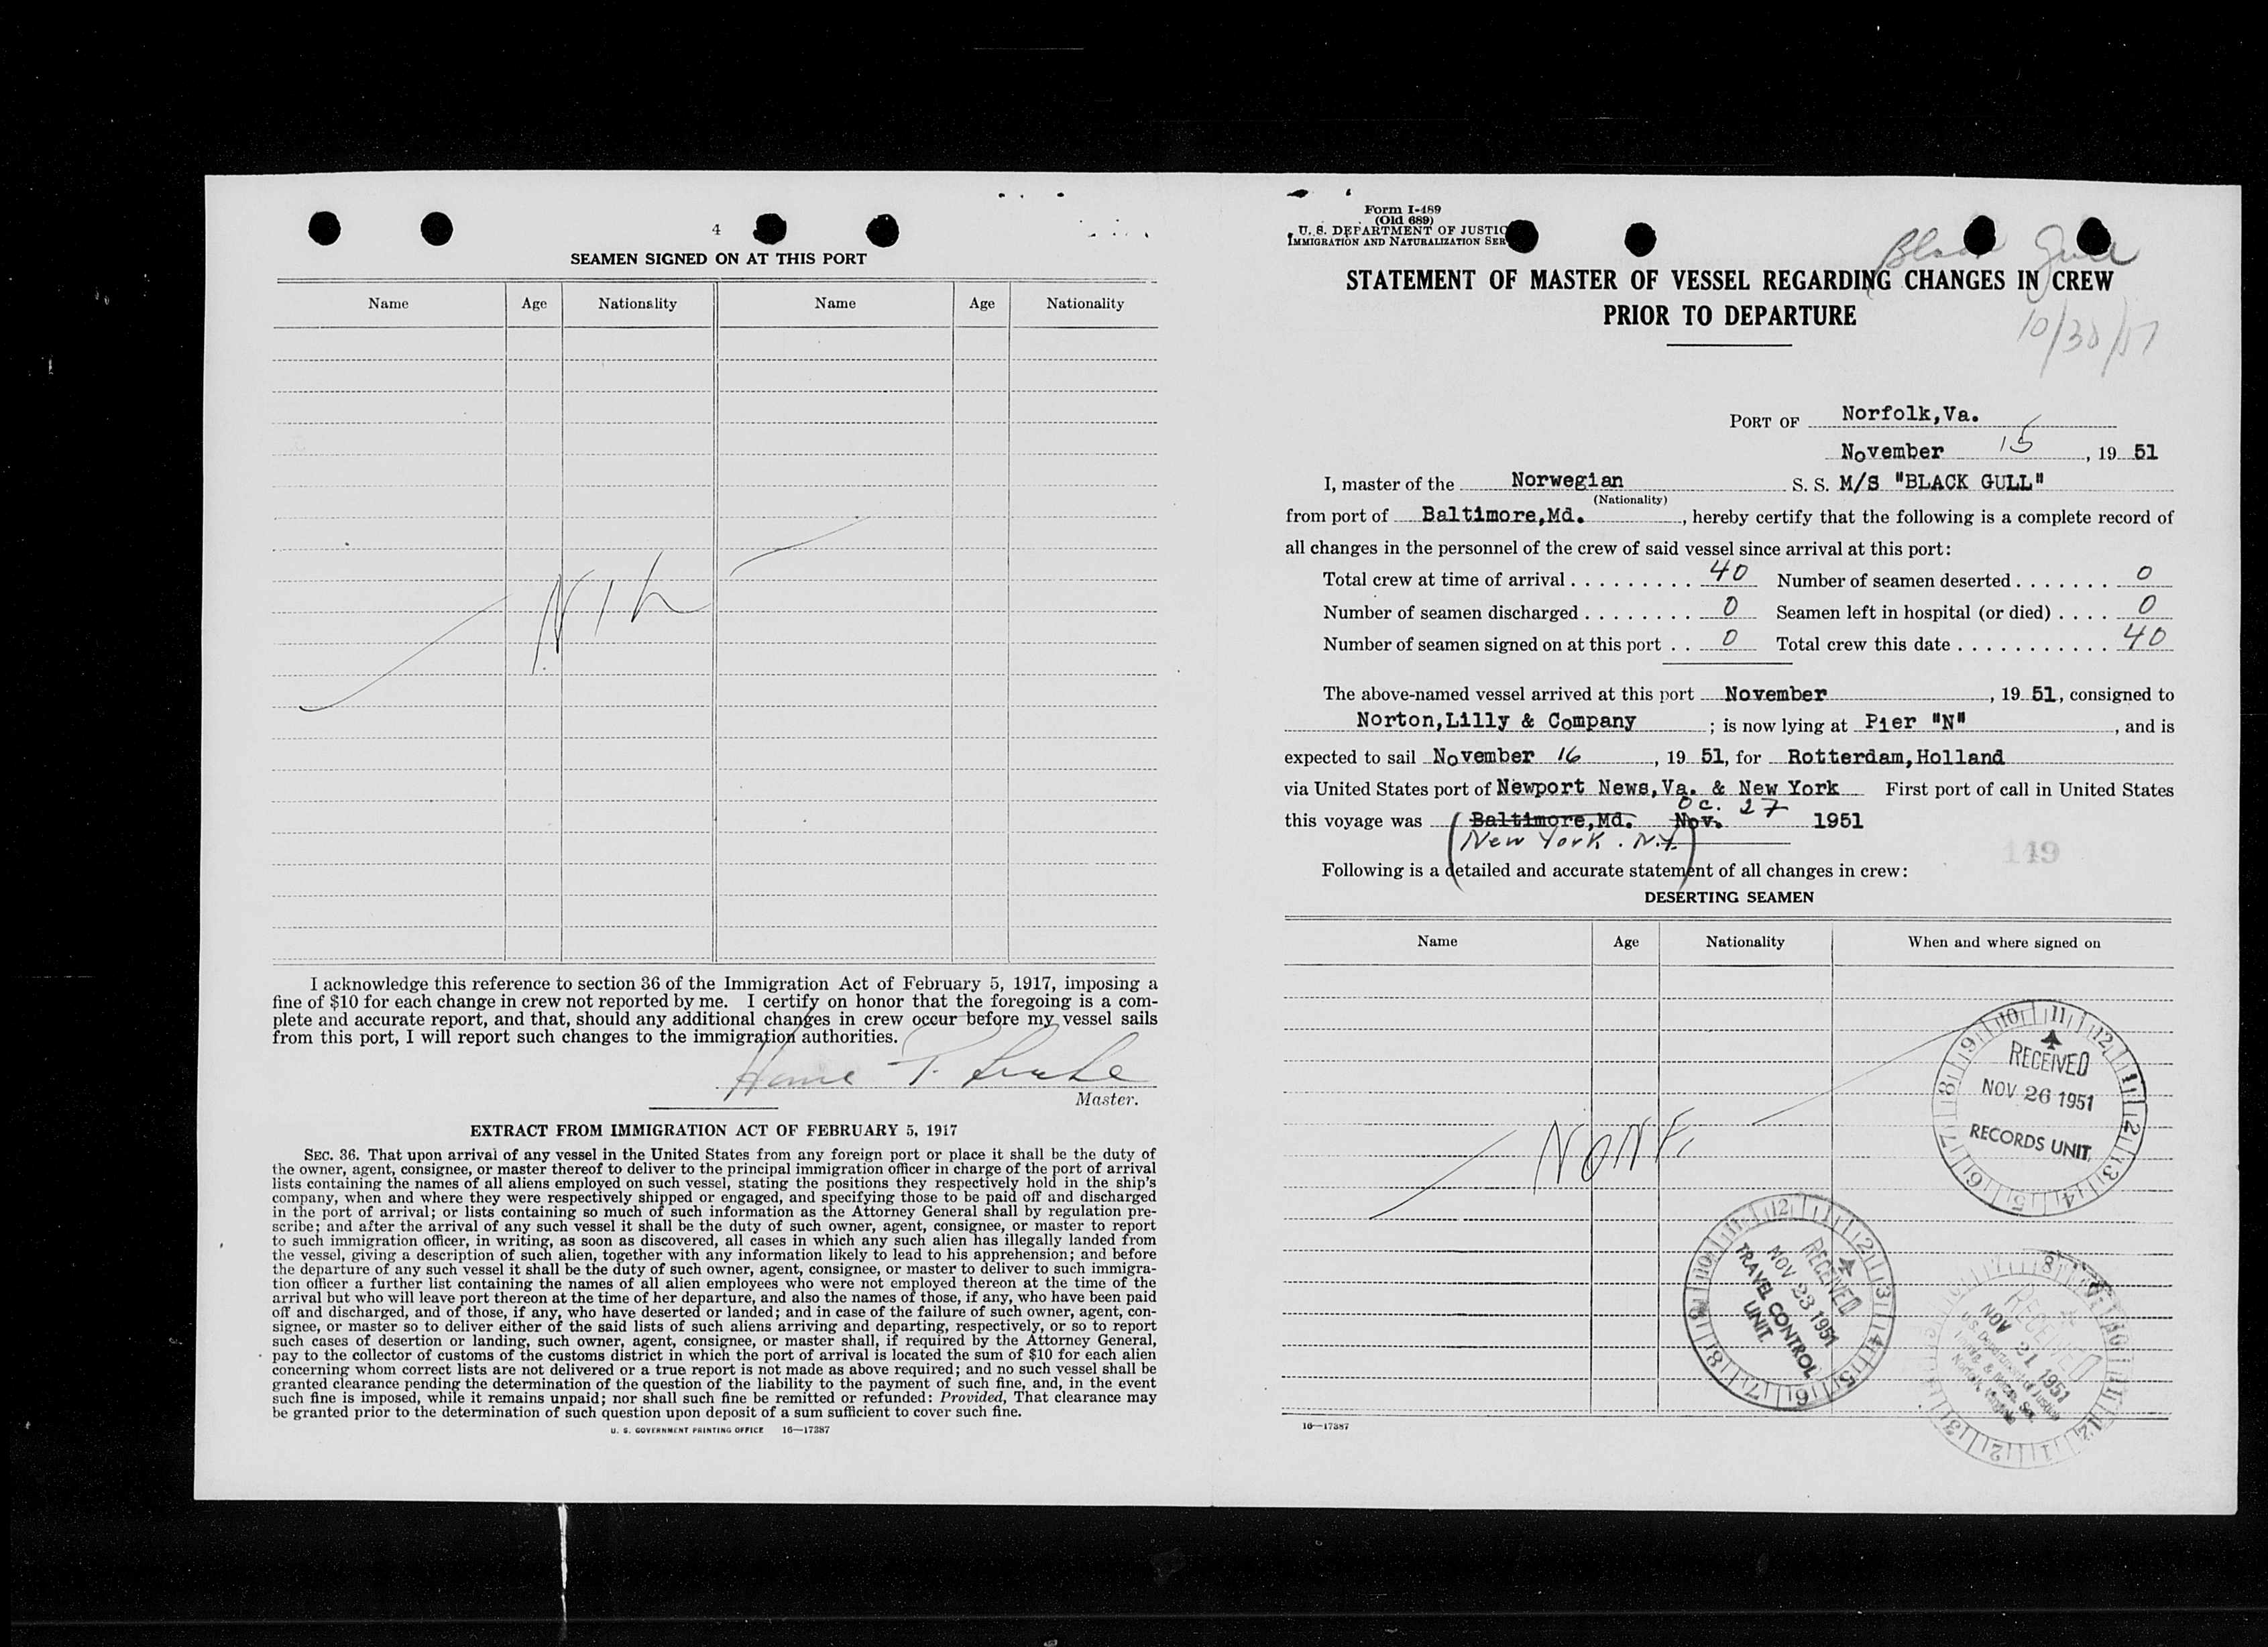 4
SEAMEN SIGNED ON AT THIS PORT
Name Age Nationality Name Age Nationality
I acknowledge this reference to section 36 of the Immigration Act of February 5, 1917, imposing a
fine of $10 for each change in crew not reported by me. I certify on honor that the foregoing is a com-
plete and accurate report, and that, should any additional changes in crew occur before my vessel sails
from this port, I will report such changes to the immigration authorities.
Master.
EXTRACT FROM IMMIGRATION ACT OF FEBRUARY 5, 1917
SEC. 36. That upon arrival of any vessel in the United States from any foreign port or place it shall be the duty of
the owner, agent, consignee, or master thereof to deliver to the principal immigration officer in charge of the port of arrival
lists containing the names of all aliens employed on such vessel, stating the positions they respectively hold in the ship's
company, when and where they were respectively shipped or engaged, and specifying those to be paid off and discharged
in the port of arrival; or lists containing so much of such information as the Attorney General shall by regulation pre-
scribe; and after the arrival of any such vessel it shall be the duty of such owner, agent, consignee, or master to report
to such immigration officer, in writing, as soon as discovered, all cases in which any such alien has illegally landed from
the vessel, giving a description of such alien, together with any information likely to lead to his apprehension; and before
the departure of any such vessel it shall be the duty of such owner, agent, consignee, or master to deliver to such immigra-
tion officer a further list containing the names of all alien employees who were not employed thereon at the time of the
arrival but who will leave port thereon at the time of her departure, and also the names of those, if any, who have been paid
off and discharged, and of those, if any, who have deserted or landed; and in case of the failure of such owner, agent, con-
signee, or master so to deliver either of the said lists of such aliens arriving and departing, respectively, or so to report
such cases of desertion or landing, such owner, agent, consignee, or master shall, if required by the Attorney General,
pay to the collector of customs of the customs district in which the port of arrival is located the sum of $10 for each alien
concerning whom correct lists are not delivered or a true report is not made as above required; and no such vessel shall be
granted clearance pending the determination of the question of the liability to the payment of such fine, and, in the event
such fine is imposed, while it remains unpaid; nor shall such fine be remitted or refunded: Provided, That clearance may
be granted prior to the determination of such question upon deposit of a sum sufficient to cover such fine.
U. S. GOVERNMENT PRINTING OFFICE 16—17387
Form I-489
(Old 689)
U. S. DEPARTMENT OF JUSTIC
IMMIGRATION AND NATURALIZATION SER
Black Gull
STATEMENT OF MASTER OF VESSEL REGARDING CHANGES IN CREW
PRIOR TO DEPARTURE
10/30/51
PORT OF Norfolk,Va.
November 15, 19 51
I, master of the Norwegian S. S. M/S "BLACK GULL"
(Nationality)
from port of Baltimore,Md., hereby certify that the following is a complete record of
all changes in the personnel of the crew of said vessel since arrival at this port:
Total crew at time of arrival 40 Number of seamen deserted 0
Number of seamen discharged 0 Seamen left in hospital (or died) 0
Number of seamen signed on at this port 0 Total crew this date 40
The above-named vessel arrived at this port November, 19 51, consigned to
Norton,Lilly & Company; is now lying at Pier "N", and is
expected to sail November 16, 19 51, for Rotterdam,Holland
via United States port of Newport News,Va. & New York First port of call in United States
Oc. 27
this voyage was Baltimore,Md. Nov. 1951
(New York. N.Y.)
149
Following is a detailed and accurate statement of all changes in crew:
DESERTING SEAMEN
Name Age Nationality When and where signed on
NONE
RECEIVED
NOV 26 1951
RECORDS UNIT
RECEIVED
NOV 23 1951
TRAVEL CONTROL
UNIT.
RECEIVED
NOV 21 1951
U.S. Department of Justice
16—17387